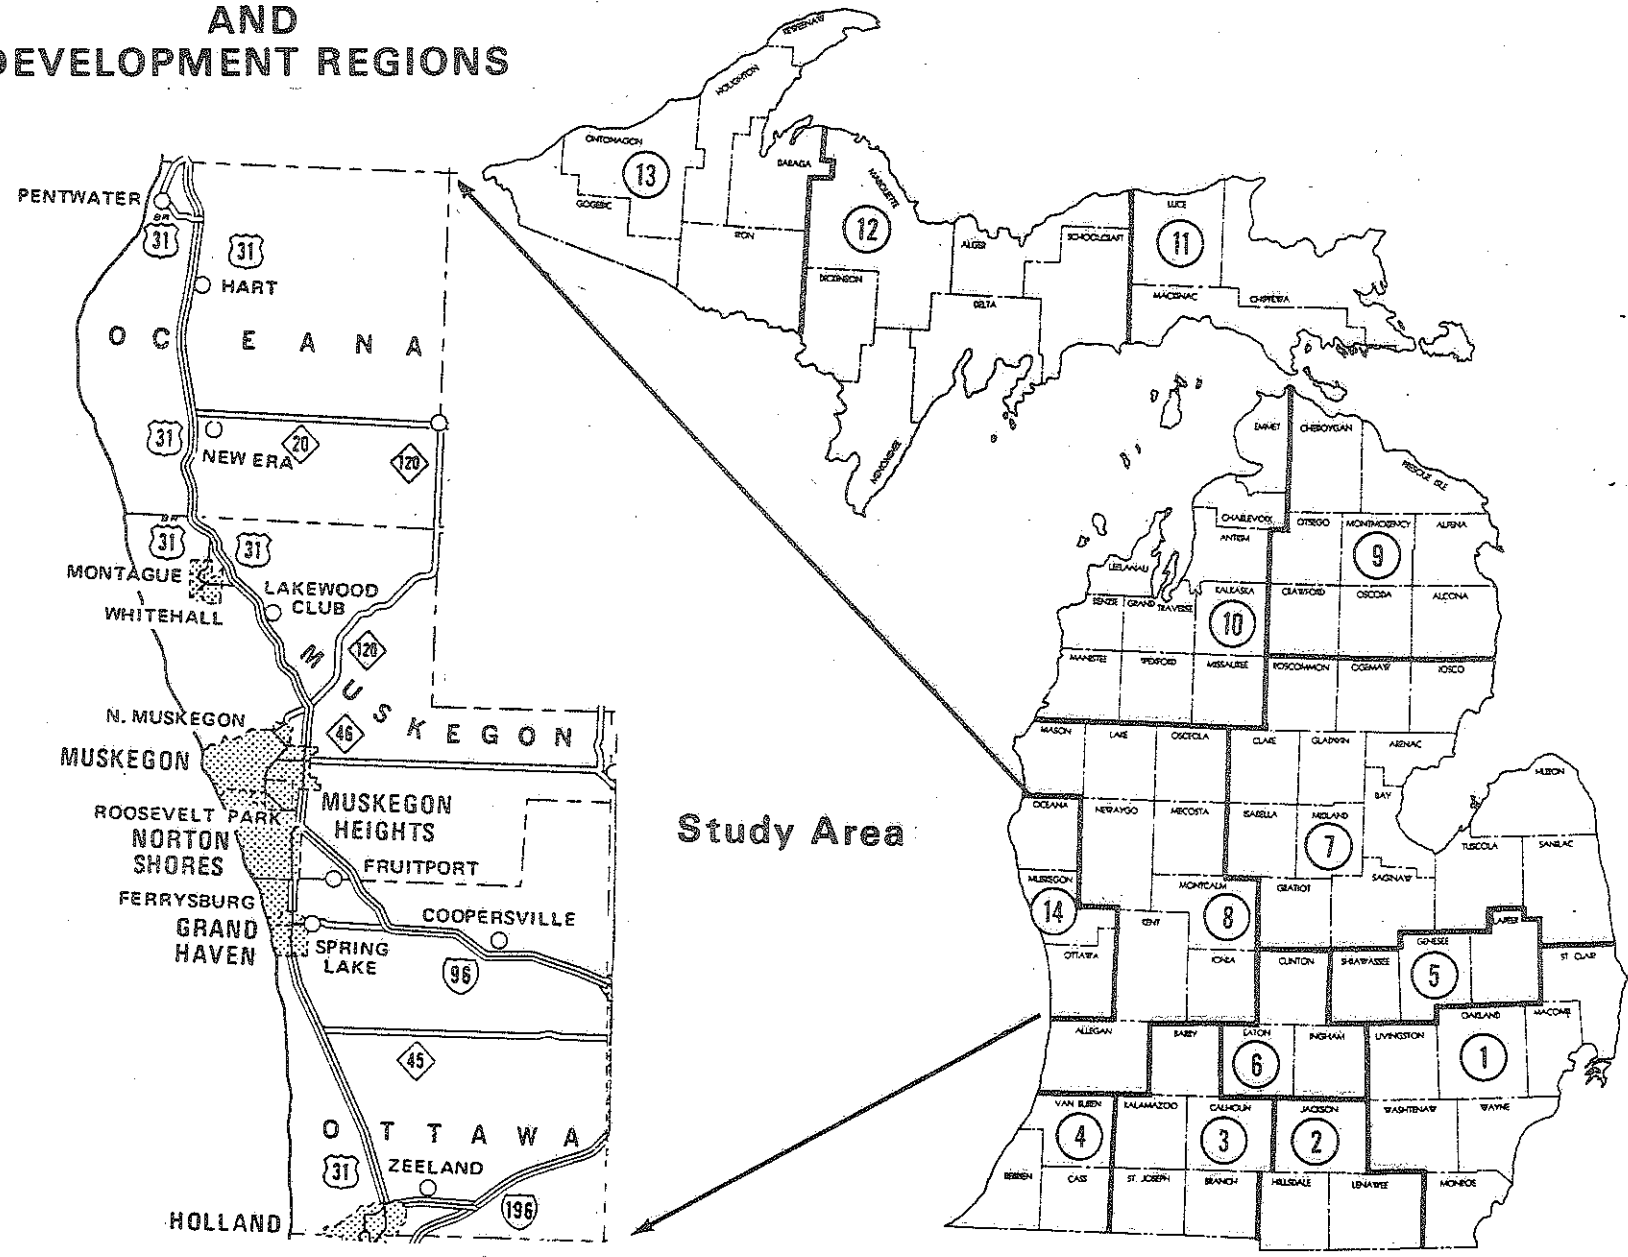 AND
DEVELOPMENT REGIONS
PENTWATER
BR
31
31
HART
OCEANA
31
NEW ERA
20
120
BR
31
31
MONTAGUE
WHITEHALL
LAKEWOOD
CLUB
120
MUSKEGON
N. MUSKEGON
46
MUSKEGON
ROOSEVELT PARK
MUSKEGON
HEIGHTS
NORTON
SHORES
FRUITPORT
FERRYSBURG
GRAND
HAVEN
COOPERSVILLE
SPRING
LAKE
96
45
OTTAWA
31
ZEELAND
196
HOLLAND
Study Area
KEWEENAW
HOUGHTON
ONTONAGON
13
BARAGA
GOGEBIC
IRON
MARQUETTE
12
ALGER
SCHOOLCRAFT
LUCE
11
DICKINSON
DELTA
MACKINAC
CHIPPEWA
MENOMINEE
EMMET
CHEBOYGAN
PRESQUE ISLE
CHARLEVOIX
ANTRIM
OTSEGO
MONTMORENCY
ALPENA
9
LEELANAU
BENZIE
GRAND
TRAVERSE
KALKASKA
CRAWFORD
OSCODA
ALCONA
10
MANISTEE
WEXFORD
MISSAUKEE
ROSCOMMON
OGEMAW
IOSCO
MASON
LAKE
OSCEOLA
CLARE
GLADWIN
ARENAC
HURON
BAY
OCEANA
NEWAYGO
MECOSTA
ISABELLA
MIDLAND
7
TUSCOLA
SANILAC
MUSKEGON
14
MONTCALM
8
GRATIOT
SAGINAW
LAPEER
KENT
OTTAWA
IONIA
CLINTON
SHIAWASSEE
GENESEE
5
ST CLAIR
ALLEGAN
BARRY
EATON
6
INGHAM
LIVINGSTON
OAKLAND
1
MACOMB
VAN BUREN
4
KALAMAZOO
CALHOUN
3
JACKSON
2
WASHTENAW
WAYNE
BERRIEN
CASS
ST. JOSEPH
BRANCH
HILLSDALE
LENAWEE
MONROE